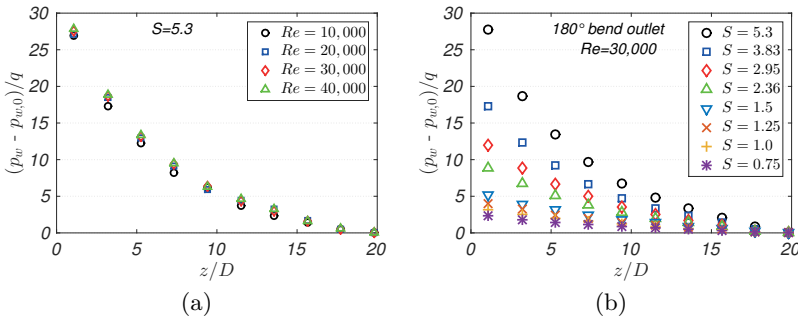 S=5.3
Re = 10,000
Re = 20,000
Re = 30,000
Re = 40,000
30
25
20
15
10
5
0
(p_w - p_{w,0})/q
0 5 10 15 20
z/D
(a)
180° bend outlet
Re=30,000
S = 5.3
S = 3.83
S = 2.95
S = 2.36
S = 1.5
S = 1.25
S = 1.0
S = 0.75
30
25
20
15
10
5
0
(p_w - p_{w,0})/q
0 5 10 15 20
z/D
(b)